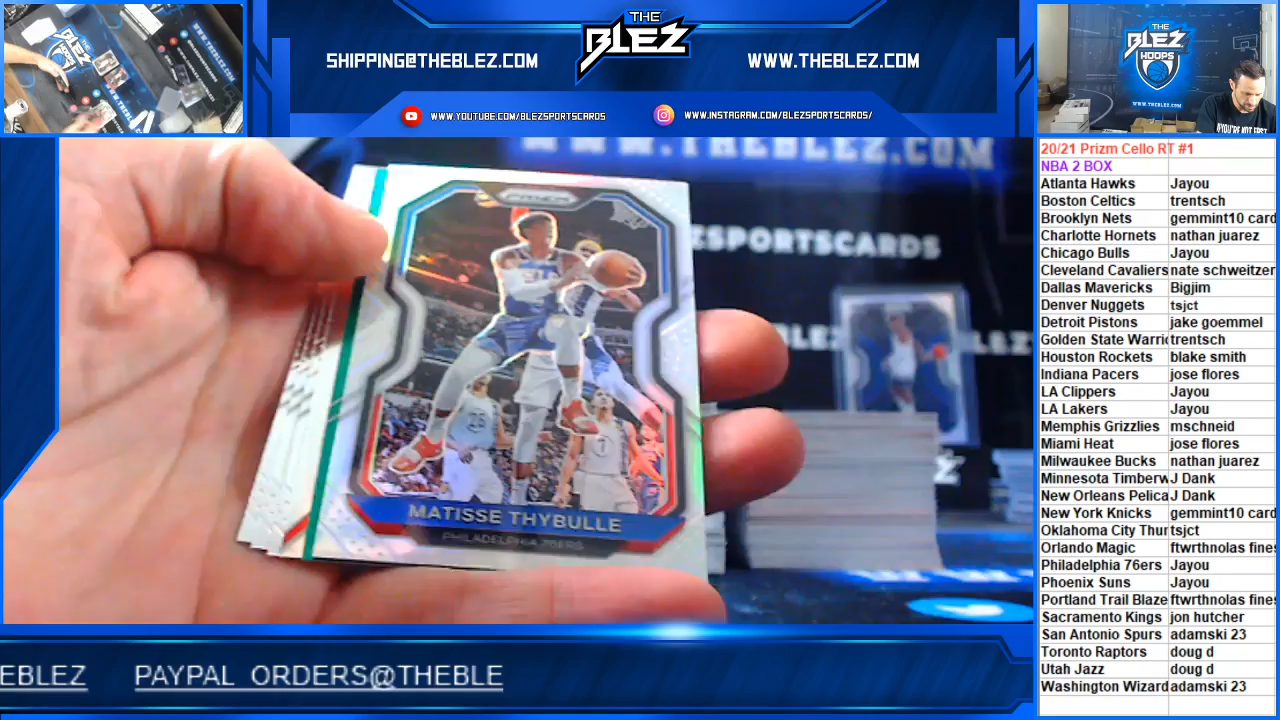 THE
BLEZ
HOOPS
WWW.THEBLEZ.COM
SHIPPING@THEBLEZ.COM
THE
BLEZ
WWW.THEBLEZ.COM
WWW.YOUTUBE.COM/BLEZSPORTSCARDS
WWW.INSTAGRAM.COM/BLEZSPORTSCARDS/
WWW.THEBLEZ.COM
ZSPORTSCARDS
PRIZM
MATISSE THYBULLE
PHILADELPHIA 76ERS
20/21 Prizm Cello RT #1
NBA 2 BOX
Atlanta Hawks Jayou
Boston Celtics trentsch
Brooklyn Nets gemmint10 card
Charlotte Hornets nathan juarez
Chicago Bulls Jayou
Cleveland Cavaliers nate schweitzer
Dallas Mavericks Bigjim
Denver Nuggets tsjct
Detroit Pistons jake goemmel
Golden State Warric trentsch
Houston Rockets blake smith
Indiana Pacers jose flores
LA Clippers Jayou
LA Lakers Jayou
Memphis Grizzlies mschneid
Miami Heat jose flores
Milwaukee Bucks nathan juarez
Minnesota Timberw J Dank
New Orleans Pelica J Dank
New York Knicks gemmint10 card
Oklahoma City Thur tsjct
Orlando Magic ftwrthnolas fines
Philadelphia 76ers Jayou
Phoenix Suns Jayou
Portland Trail Blaze ftwrthnolas fines
Sacramento Kings jon hutcher
San Antonio Spurs adamski 23
Toronto Raptors doug d
Utah Jazz doug d
Washington Wizard adamski 23
EBLEZ PAYPAL ORDERS@THEBLE